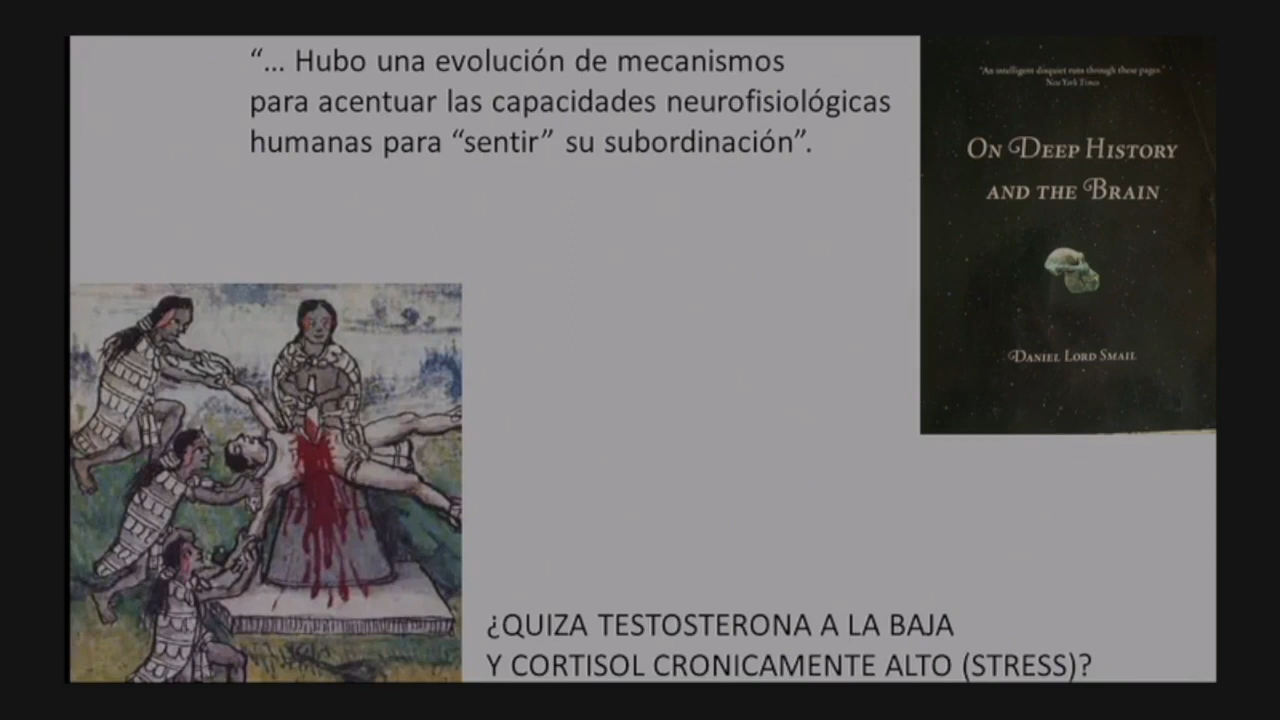 “... Hubo una evolución de mecanismos
para acentuar las capacidades neurofisiológicas
humanas para “sentir” su subordinación”.
"An intelligent disquiet runs through these pages"
New York Times
ON DEEP HISTORY
AND THE BRAIN
DANIEL LORD SMAIL
¿QUIZA TESTOSTERONA A LA BAJA
Y CORTISOL CRONICAMENTE ALTO (STRESS)?